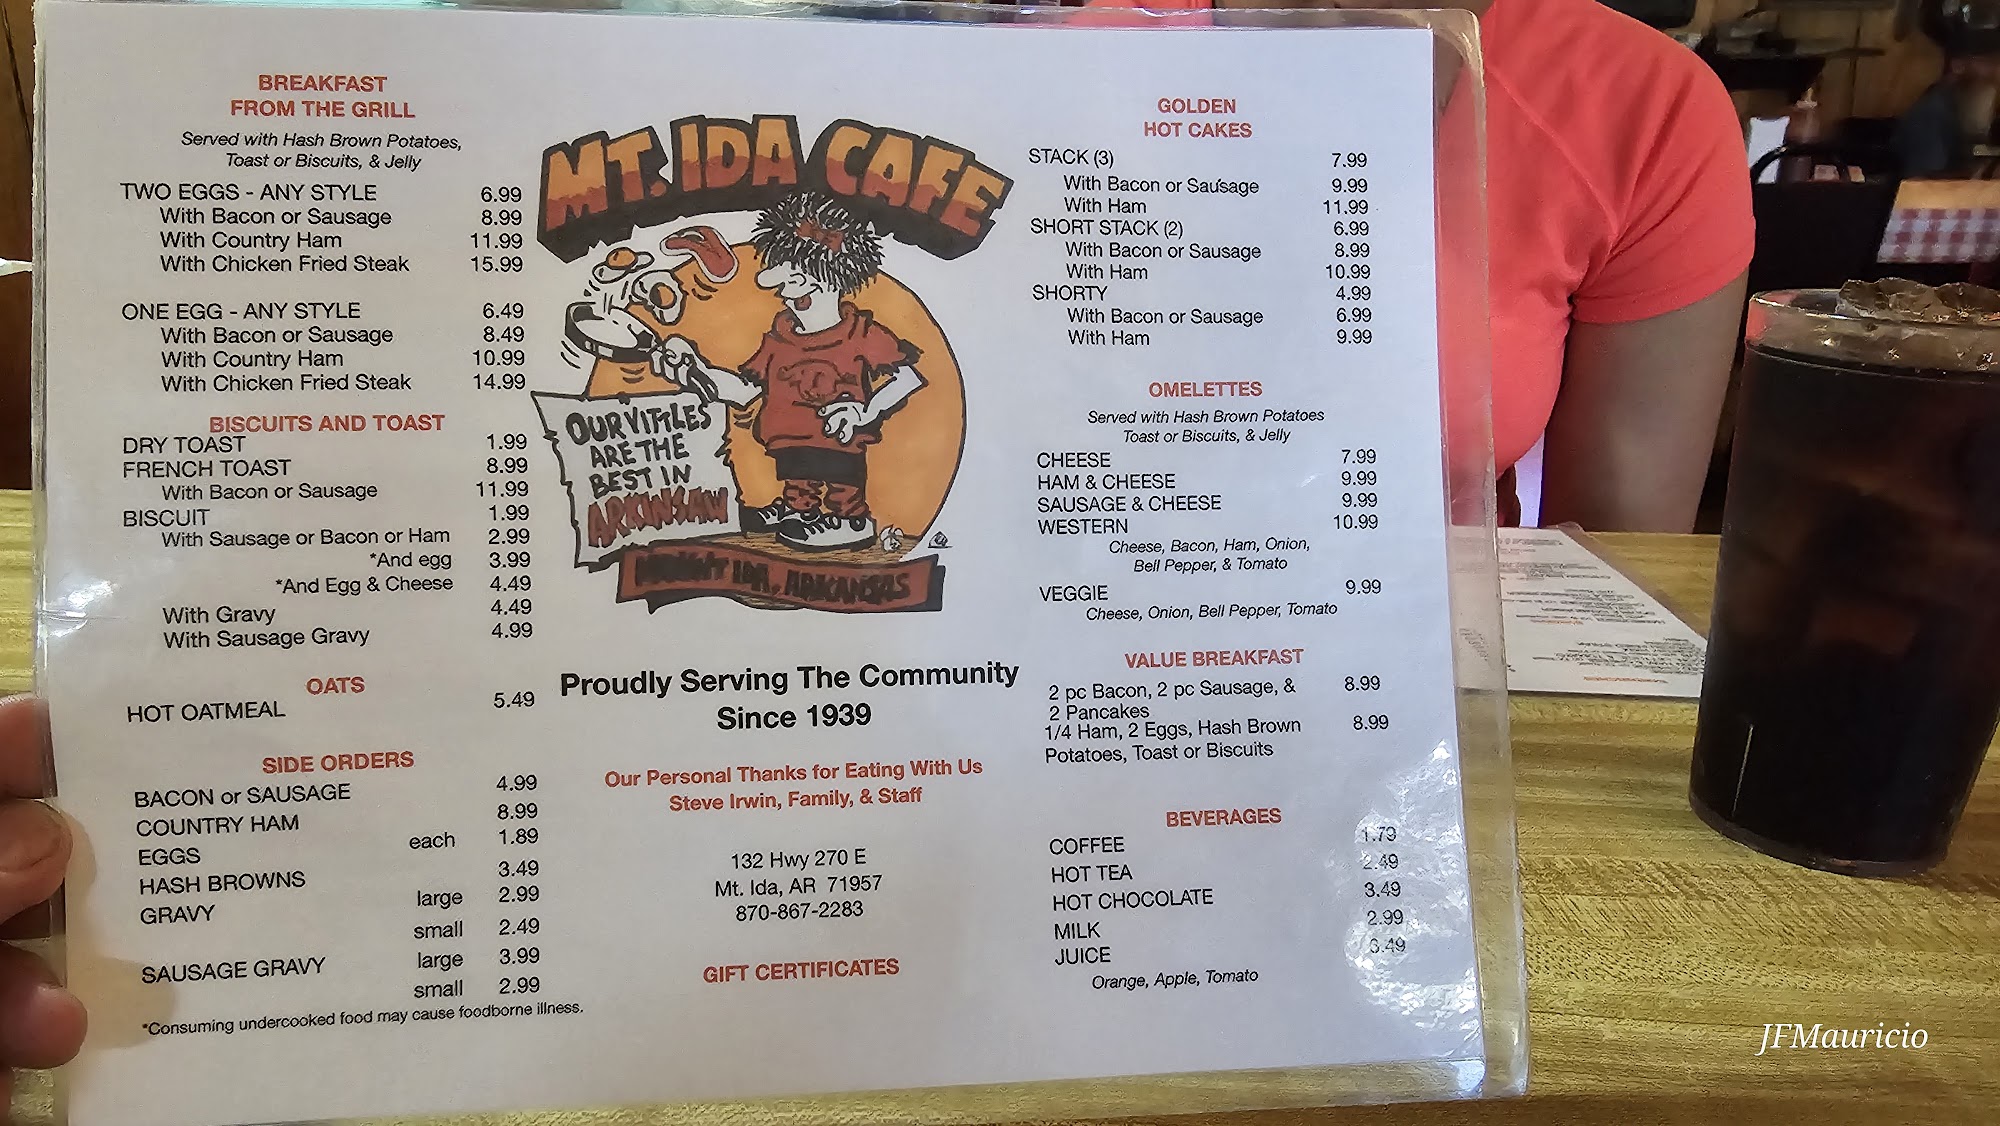 BREAKFAST
FROM THE GRILL
Served with Hash Brown Potatoes,
Toast or Biscuits, & Jelly
TWO EGGS - ANY STYLE 6.99
With Bacon or Sausage 8.99
With Country Ham 11.99
With Chicken Fried Steak 15.99
ONE EGG - ANY STYLE 6.49
With Bacon or Sausage 8.49
With Country Ham 10.99
With Chicken Fried Steak 14.99
BISCUITS AND TOAST
DRY TOAST 1.99
FRENCH TOAST 8.99
With Bacon or Sausage 11.99
BISCUIT 1.99
With Sausage or Bacon or Ham 2.99
*And egg 3.99
*And Egg & Cheese 4.49
With Gravy 4.49
With Sausage Gravy 4.99
OATS
HOT OATMEAL 5.49
SIDE ORDERS
BACON or SAUSAGE 4.99
COUNTRY HAM 8.99
EGGS each 1.89
HASH BROWNS 3.49
GRAVY large 2.99
small 2.49
SAUSAGE GRAVY large 3.99
small 2.99
*Consuming undercooked food may cause foodborne illness.
MT. IDA CAFE
OUR VITTLES
ARE THE
BEST IN
ARKINSAW
MOUNT IDA, ARKANSAS
Proudly Serving The Community
Since 1939
Our Personal Thanks for Eating With Us
Steve Irwin, Family, & Staff
132 Hwy 270 E
Mt. Ida, AR 71957
870-867-2283
GIFT CERTIFICATES
GOLDEN
HOT CAKES
STACK (3) 7.99
With Bacon or Sausage 9.99
With Ham 11.99
SHORT STACK (2) 6.99
With Bacon or Sausage 8.99
With Ham 10.99
SHORTY 4.99
With Bacon or Sausage 6.99
With Ham 9.99
OMELETTES
Served with Hash Brown Potatoes
Toast or Biscuits, & Jelly
CHEESE 7.99
HAM & CHEESE 9.99
SAUSAGE & CHEESE 9.99
WESTERN 10.99
Cheese, Bacon, Ham, Onion,
Bell Pepper, & Tomato
VEGGIE 9.99
Cheese, Onion, Bell Pepper, Tomato
VALUE BREAKFAST
2 pc Bacon, 2 pc Sausage, & 8.99
2 Pancakes
1/4 Ham, 2 Eggs, Hash Brown 8.99
Potatoes, Toast or Biscuits
BEVERAGES
COFFEE 1.79
HOT TEA 2.49
HOT CHOCOLATE 3.49
MILK 2.99
JUICE 3.49
Orange, Apple, Tomato
JFMauricio